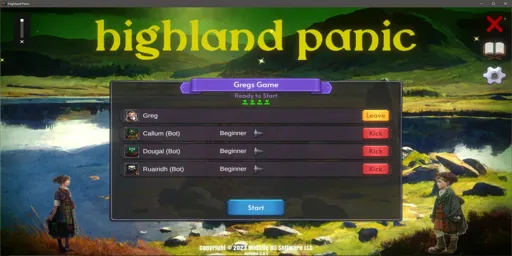 Highland Panic
highland panic
Gregs Game
Ready to Start
Greg
Leave
Callum (Bot)
Beginner
Kick
Dougal (Bot)
Beginner
Kick
Ruairidh (Bot)
Beginner
Kick
Start